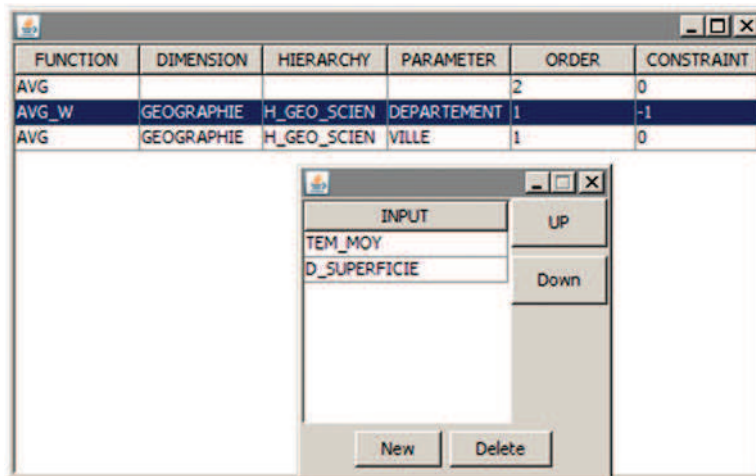 FUNCTION DIMENSION HIERARCHY PARAMETER ORDER CONSTRAINT
AVG 2 0
AVG_W GEOGRAPHIE H_GEO_SCIEN DEPARTEMENT 1 -1
AVG GEOGRAPHIE H_GEO_SCIEN VILLE 1 0
INPUT UP
TEM_MOY
D_SUPERFICIE
Down
New Delete